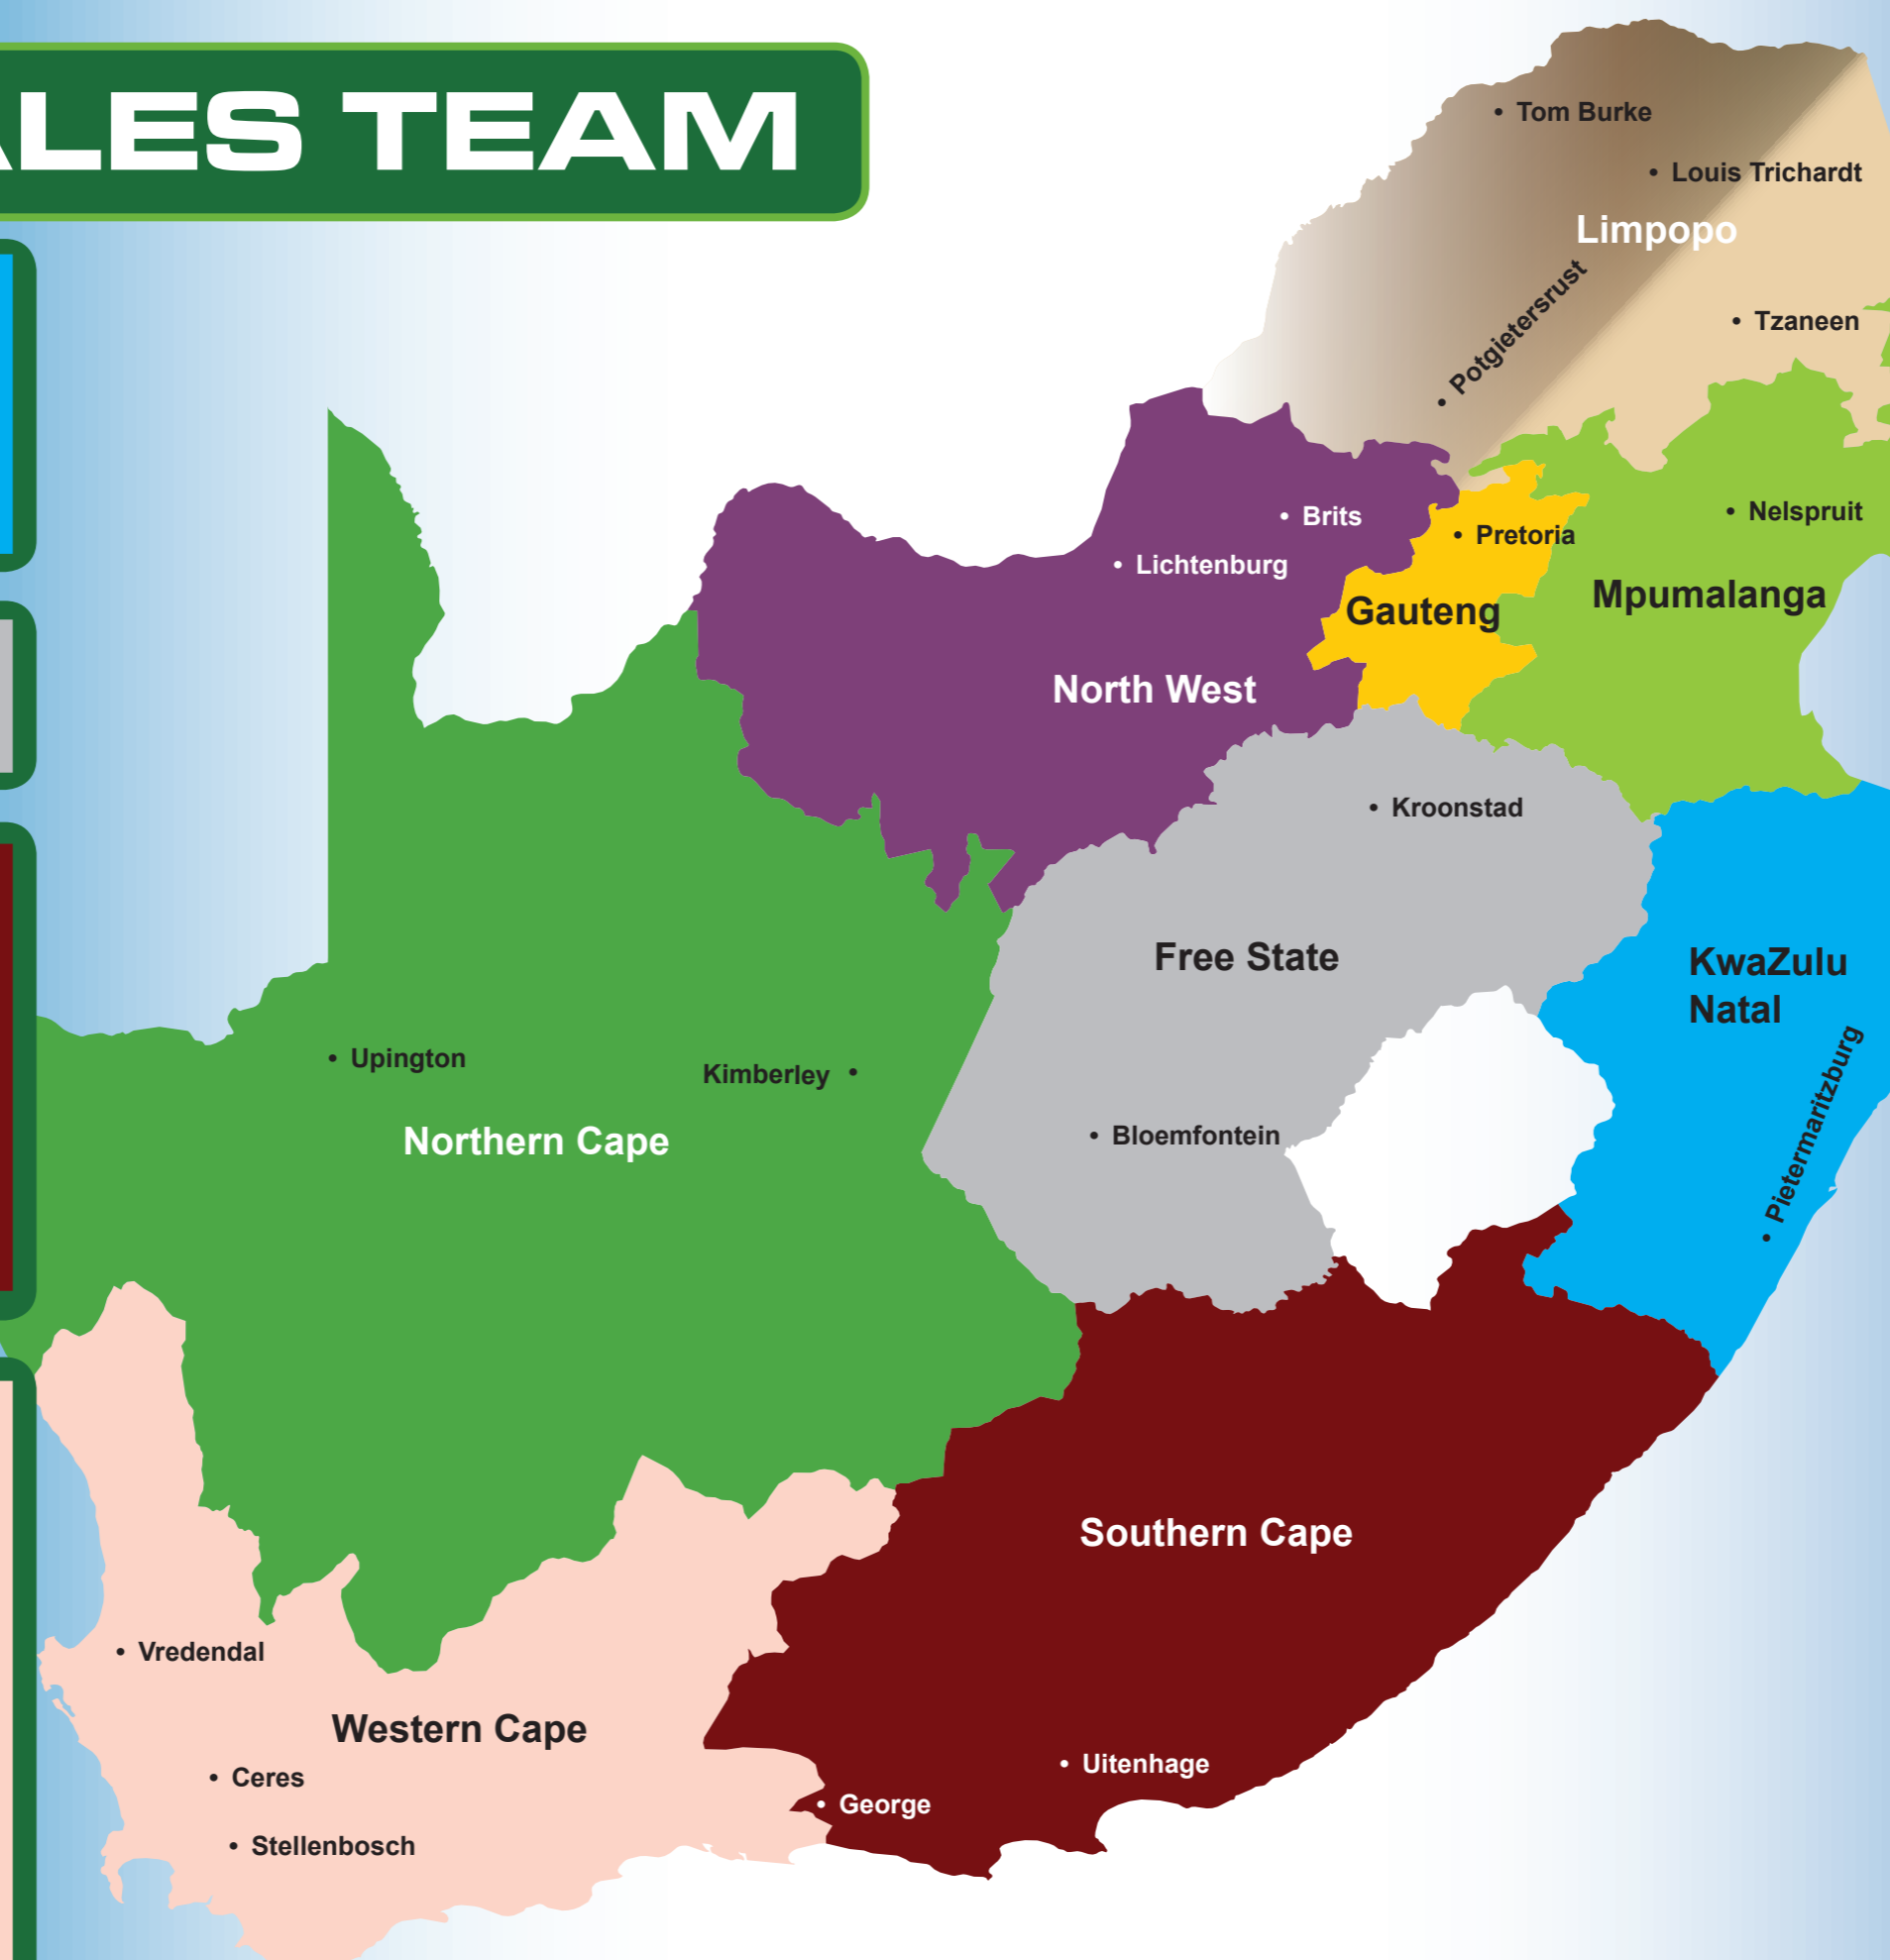 ALES TEAM
• Tom Burke
• Louis Trichardt
Limpopo
• Potgietersrust
• Tzaneen
• Brits
• Nelspruit
• Pretoria
• Lichtenburg
Mpumalanga
Gauteng
North West
• Kroonstad
Free State
KwaZulu
Natal
• Upington
Kimberley •
• Pietermaritzburg
Northern Cape
• Bloemfontein
Southern Cape
• Vredendal
Western Cape
• Uitenhage
• Ceres
• George
• Stellenbosch